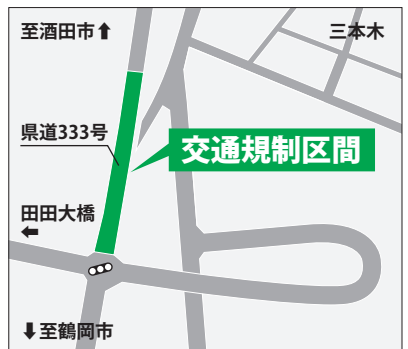 至酒田市⬆
三本木
県道333号
交通規制区間
田田大橋
⬅
⬇至鶴岡市